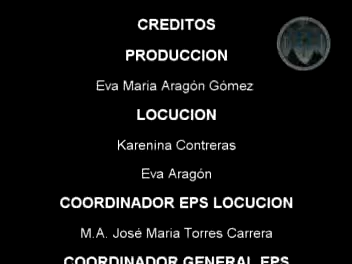 CREDITOS
PRODUCCION
Eva Maria Aragón Gómez
LOCUCION
Karenina Contreras
Eva Aragón
COORDINADOR EPS LOCUCION
M.A. José Maria Torres Carrera
COORDINADOR GENERAL EPS